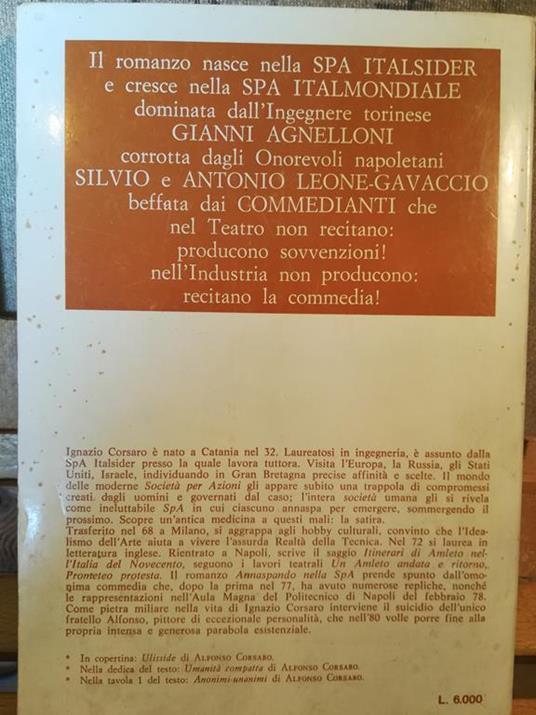 Il romanzo nasce nella SPA ITALSIDER
e cresce nella SPA ITALMONDIALE
dominata dall'Ingegnere torinese
GIANNI AGNELLONI
corrotta dagli Onorevoli napoletani
SILVIO e ANTONIO LEONE-GAVACCIO
beffata dai COMMEDIANTI che
nel Teatro non recitano:
producono sovvenzioni!
nell'Industria non producono:
recitano la commedia!
Ignazio Corsaro è nato a Catania nel 32. Laureatosi in ingegneria, è assunto dalla
SpA Italsider presso la quale lavora tuttora. Visita l'Europa, la Russia, gli Stati
Uniti, Israele, individuando in Gran Bretagna precise affinità e scelte. Il mondo
delle moderne Società per Azioni gli appare subito una trappola di compromessi
creati dagli uomini e governati dal caso; l'intera società umana gli si rivela
come ineluttabile SpA in cui ciascuno annaspa per emergere, sommergendo il
prossimo. Scopre un'antica medicina a questi mali: la satira.
Trasferito nel 68 a Milano, si aggrappa agli hobby culturali, convinto che l'Idea-
lismo dell'Arte aiuta a vivere l'assurda Realtà della Tecnica. Nel 72 si laurea in
letteratura inglese. Rientrato a Napoli, scrive il saggio Itinerari di Amleto nel-
l'Italia del Novecento, seguono i lavori teatrali Un Amleto andata e ritorno,
Prometeo protesta. Il romanzo Annaspando nella SpA prende spunto dall'omo-
nima commedia che, dopo la prima nel 77, ha avuto numerose repliche, nonché
le rappresentazioni nell'Aula Magna del Politecnico di Napoli del febbraio 78.
Come pietra miliare nella vita di Ignazio Corsaro interviene il suicidio dell'unico
fratello Alfonso, pittore di eccezionale personalità, che nell'80 volle porre fine alla
propria intensa e generosa parabola esistenziale.
* In copertina: Ulisside di ALFONSO CORSARO.
* Nella dedica del testo: Umanità compatta di ALFONSO CORSARO.
* Nella tavola 1 del testo: Anonimi-unanimi di ALFONSO CORSARO.
L. 6.000